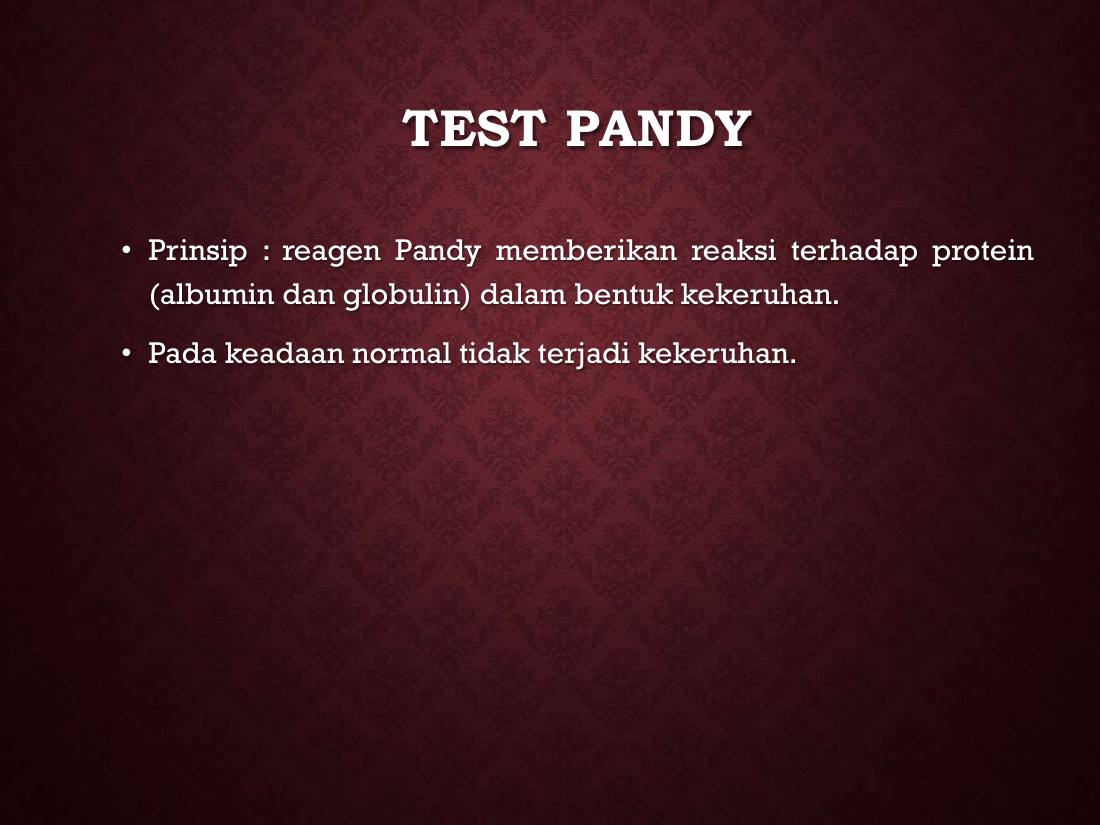 TEST PANDY
• Prinsip : reagen Pandy memberikan reaksi terhadap protein
(albumin dan globulin) dalam bentuk kekeruhan.
• Pada keadaan normal tidak terjadi kekeruhan.